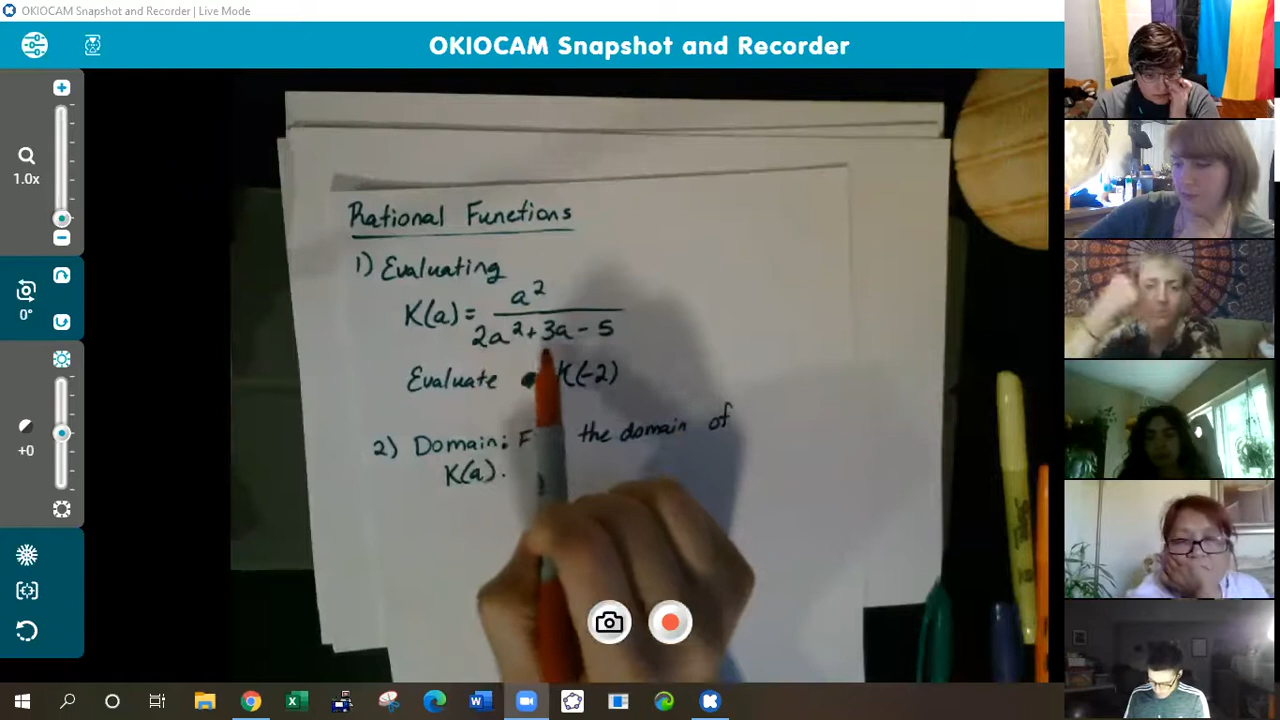 OKIOCAM Snapshot and Recorder | Live Mode
OKIOCAM Snapshot and Recorder
1.0x
0°
+0
Rational Functions
1) Evaluating
K(a) = a² / 2a² + 3a - 5
Evaluate K(-2)
2) Domain: the domain of
K(a).